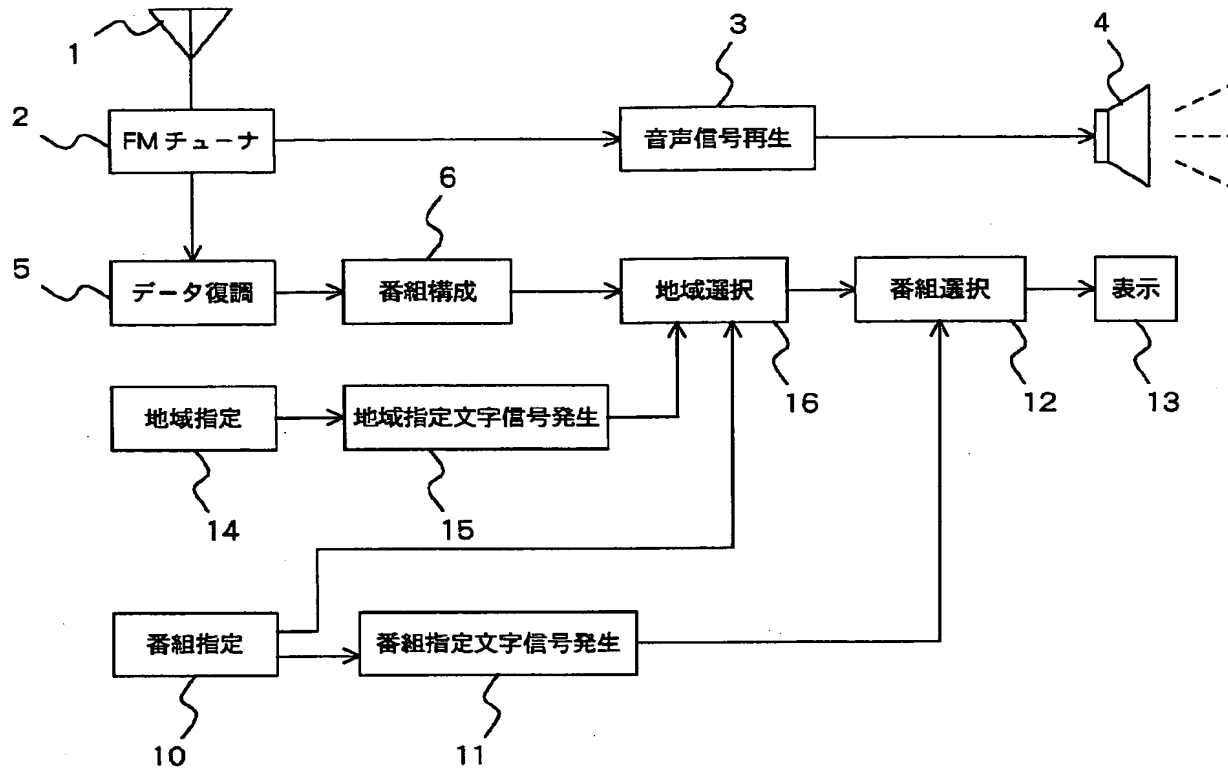 1
3
4
2
FMチューナ
音声信号再生
6
5
データ復調
番組構成
地域選択
番組選択
表示
16
12
13
地域指定
地域指定文字信号発生
14
15
番組指定
番組指定文字信号発生
10
11